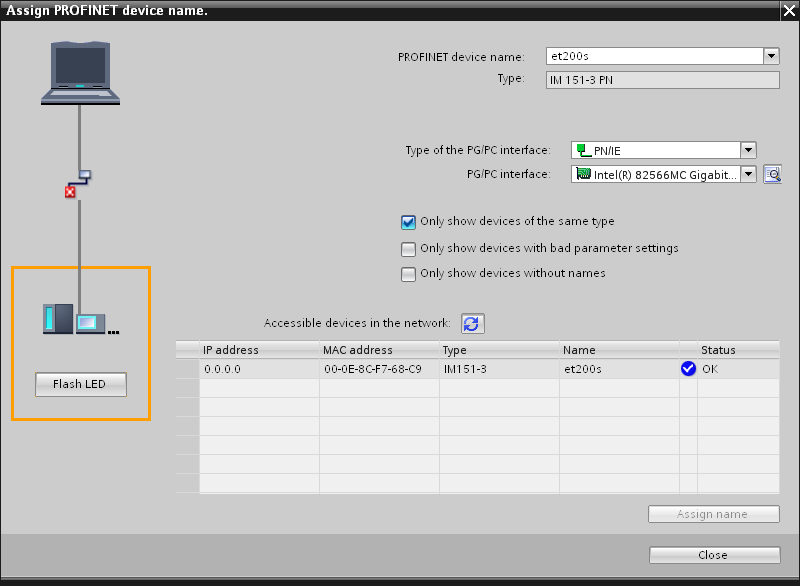 Assign PROFINET device name.
PROFINET device name: et200s
Type: IM 151-3 PN
Type of the PG/PC interface: PN/IE
PG/PC interface: Intel(R) 82566MC Gigabit...
Only show devices of the same type
Only show devices with bad parameter settings
Only show devices without names
Accessible devices in the network:
IP address MAC address Type Name Status
0.0.0.0 00-0E-8C-F7-68-C9 IM151-3 et200s OK
Flash LED
Assign name
Close